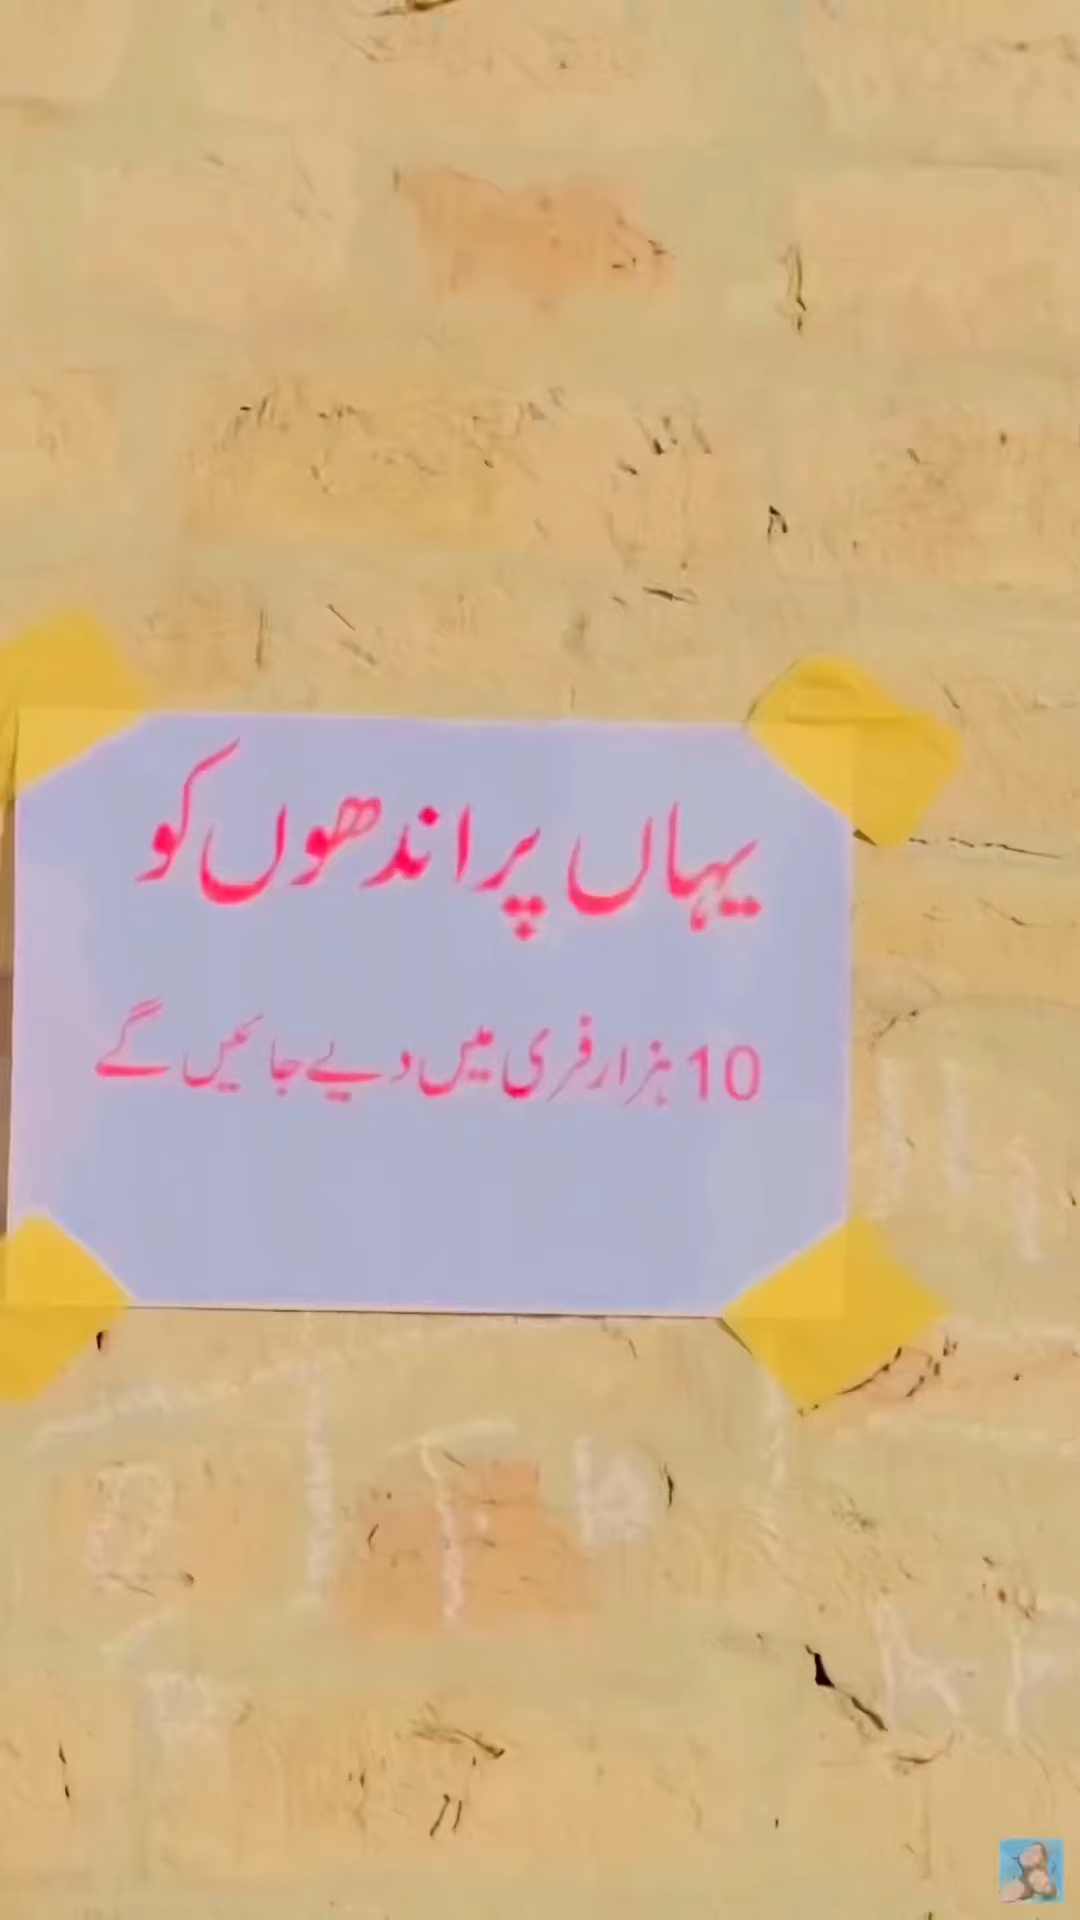 یہاں پر اندھوں کو
10 ہزار فری میں دیے جائیں گے